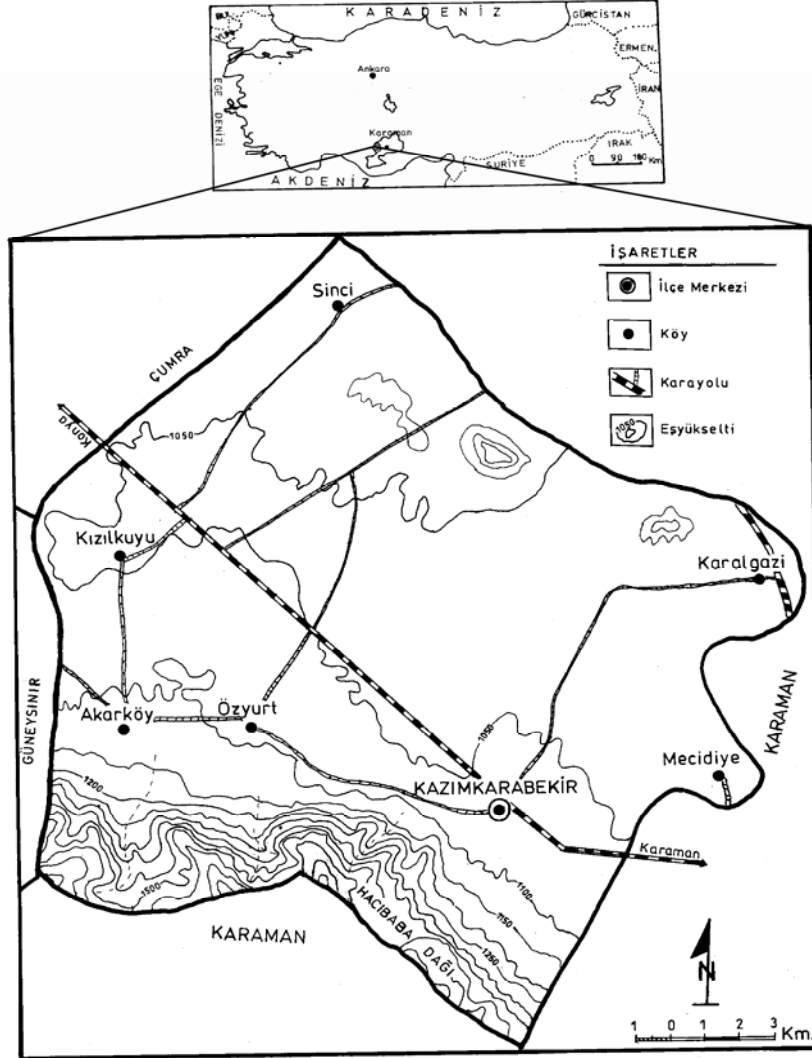 KARADENİZ
GÜRCİSTAN
ERMEN.
İRAN
EGE DENİZİ
Ankara
Karaman
IRAK
SURİYE
0 90 180 Km.
AKDENİZ
İŞARETLER
İlçe Merkezi
Köy
Karayolu
1050
Eşyükselti
Sinci
ÇUMRA
Konya
1050
Kızılkuyu
Karalgazi
GÜNEYSINIR
Akarköy
Özyurt
1050
KARAMAN
Mecidiye
1200
KAZIMKARABEKİR
Karaman
1100
1500
1150
1250
HACIBABA
DAĞI
KARAMAN
N
1 0 1 2 3 Km.